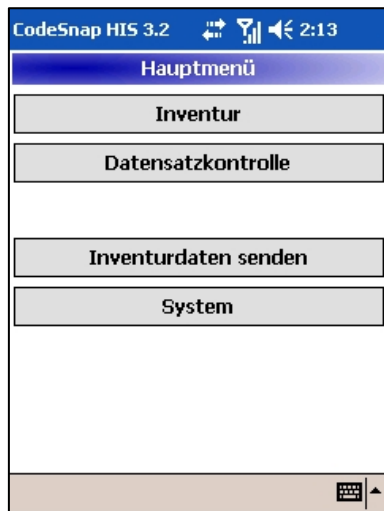 CodeSnap HIS 3.2 2:13
Hauptmenü
Inventur
Datensatzkontrolle
Inventurdaten senden
System